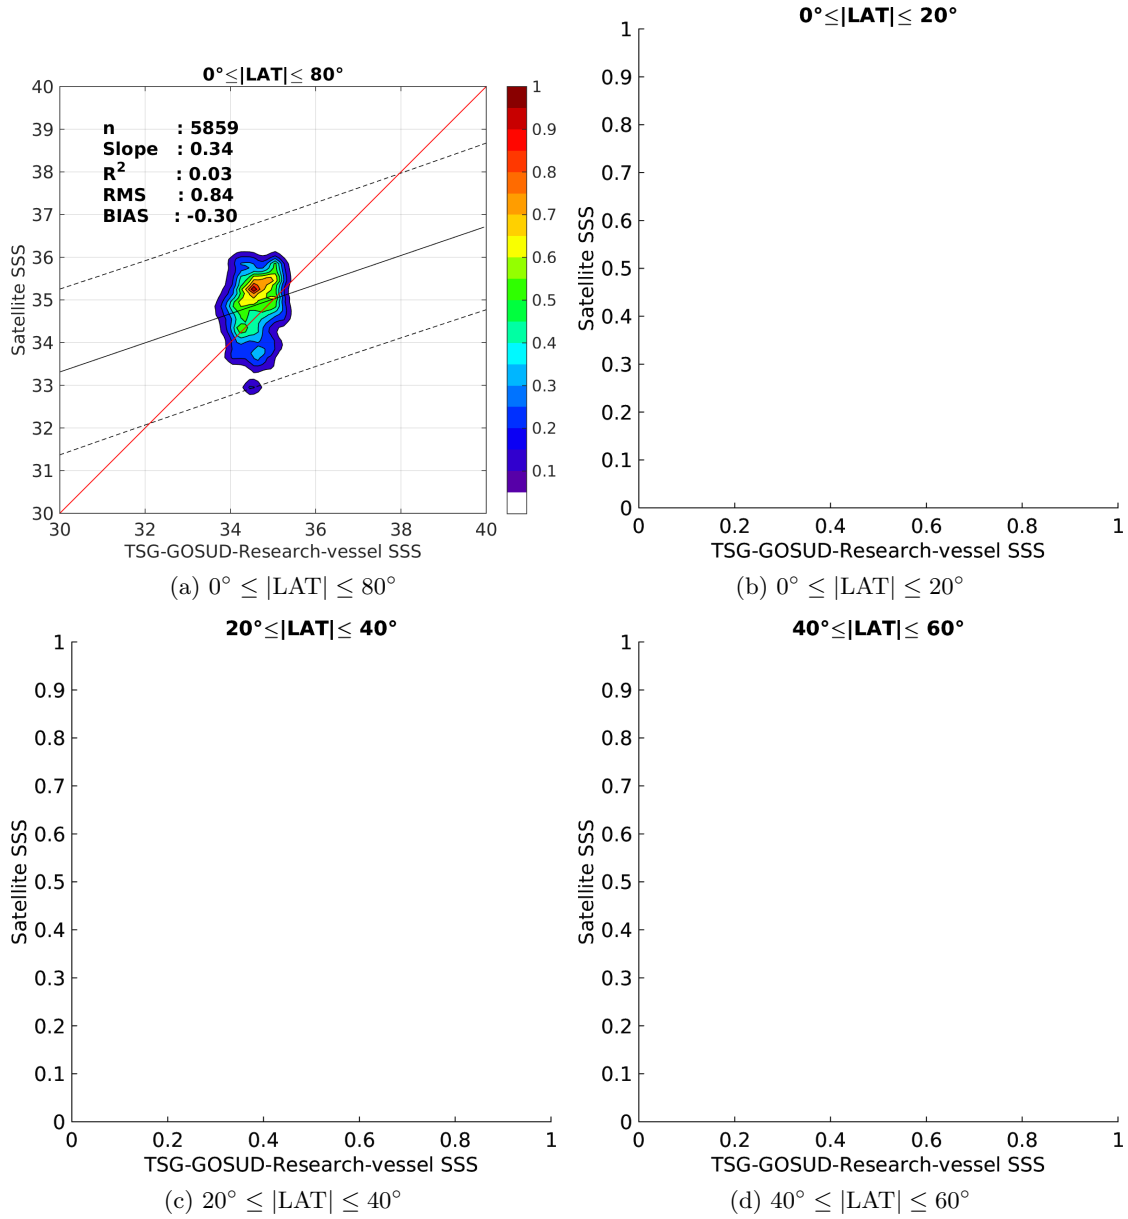 0°≤|LAT|≤ 80°
40
39
38
37
36
35
34
33
32
31
30
n : 5859
Slope : 0.34
R² : 0.03
RMS : 0.84
BIAS : -0.30
Satellite SSS
30 32 34 36 38 40
TSG-GOSUD-Research-vessel SSS
1
0.9
0.8
0.7
0.6
0.5
0.4
0.3
0.2
0.1
(a) 0° ≤ |LAT| ≤ 80°
0°≤|LAT|≤ 20°
1
0.9
0.8
0.7
0.6
0.5
0.4
0.3
0.2
0.1
0
Satellite SSS
0 0.2 0.4 0.6 0.8 1
TSG-GOSUD-Research-vessel SSS
(b) 0° ≤ |LAT| ≤ 20°
20°≤|LAT|≤ 40°
1
0.9
0.8
0.7
0.6
0.5
0.4
0.3
0.2
0.1
0
Satellite SSS
0 0.2 0.4 0.6 0.8 1
TSG-GOSUD-Research-vessel SSS
(c) 20° ≤ |LAT| ≤ 40°
40°≤|LAT|≤ 60°
1
0.9
0.8
0.7
0.6
0.5
0.4
0.3
0.2
0.1
0
Satellite SSS
0 0.2 0.4 0.6 0.8 1
TSG-GOSUD-Research-vessel SSS
(d) 40° ≤ |LAT| ≤ 60°